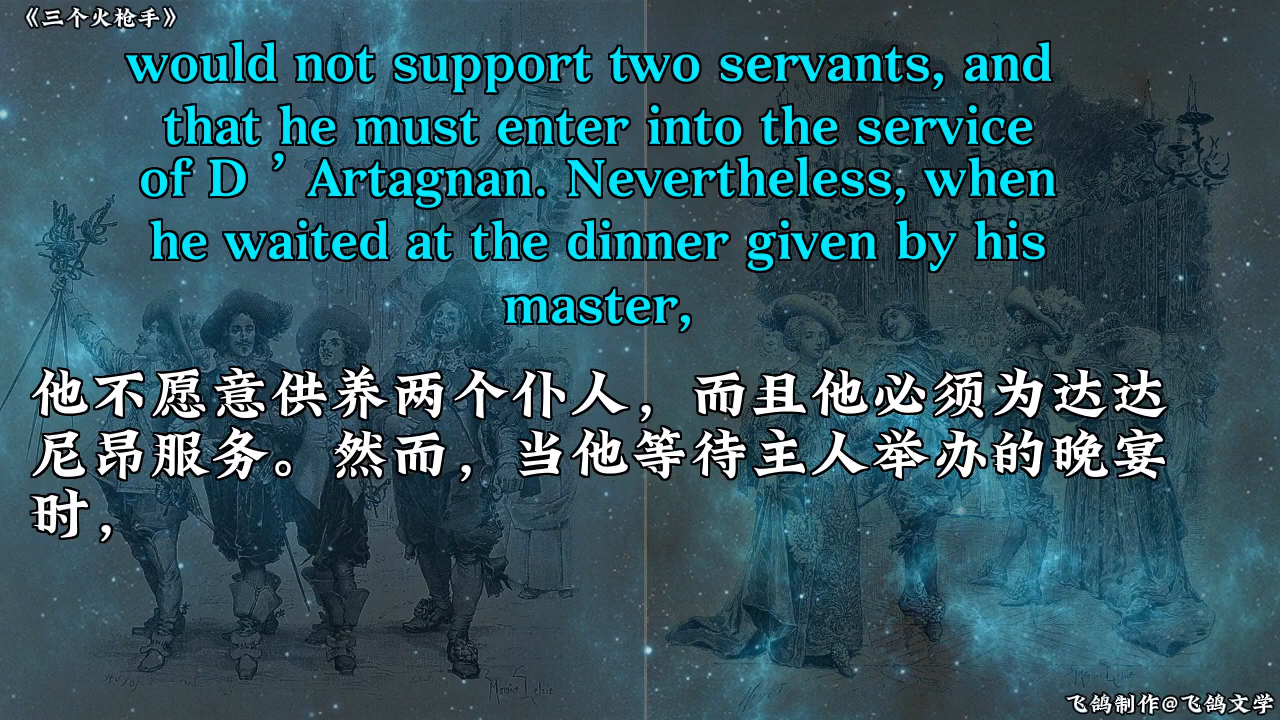 《三个火枪手》
would not support two servants, and
that he must enter into the service
of D ’ Artagnan. Nevertheless, when
he waited at the dinner given by his
master,
他不愿意供养两个仆人，而且他必须为达达
尼昂服务。然而，当他等待主人举办的晚宴
时，
飞鸽制作@飞鸽文学